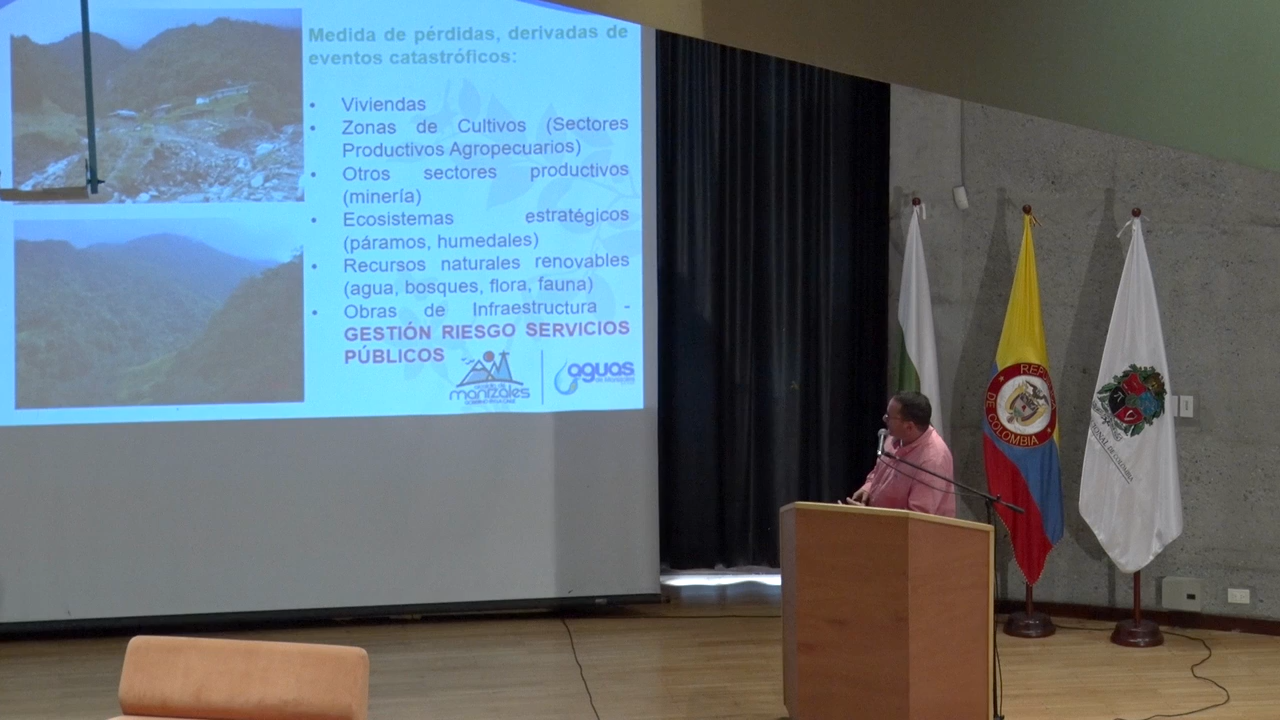 Medida de pérdidas, derivadas de
eventos catastróficos:
• Viviendas
• Zonas de Cultivos (Sectores
Productivos Agropecuarios)
• Otros sectores productivos
(minería)
• Ecosistemas estratégicos
(páramos, humedales)
• Recursos naturales renovables
(agua, bosques, flora, fauna)
• Obras de Infraestructura -
GESTIÓN RIESGO SERVICIOS
PÚBLICOS
manizales
aguas
de Manizales
REPÚBLICA
DE COLOMBIA